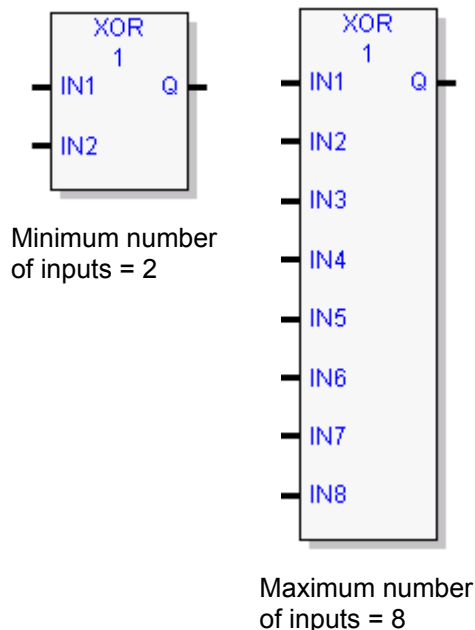 XOR
1
IN1 Q
IN2
Minimum number
of inputs = 2
XOR
1
IN1 Q
IN2
IN3
IN4
IN5
IN6
IN7
IN8
Maximum number
of inputs = 8